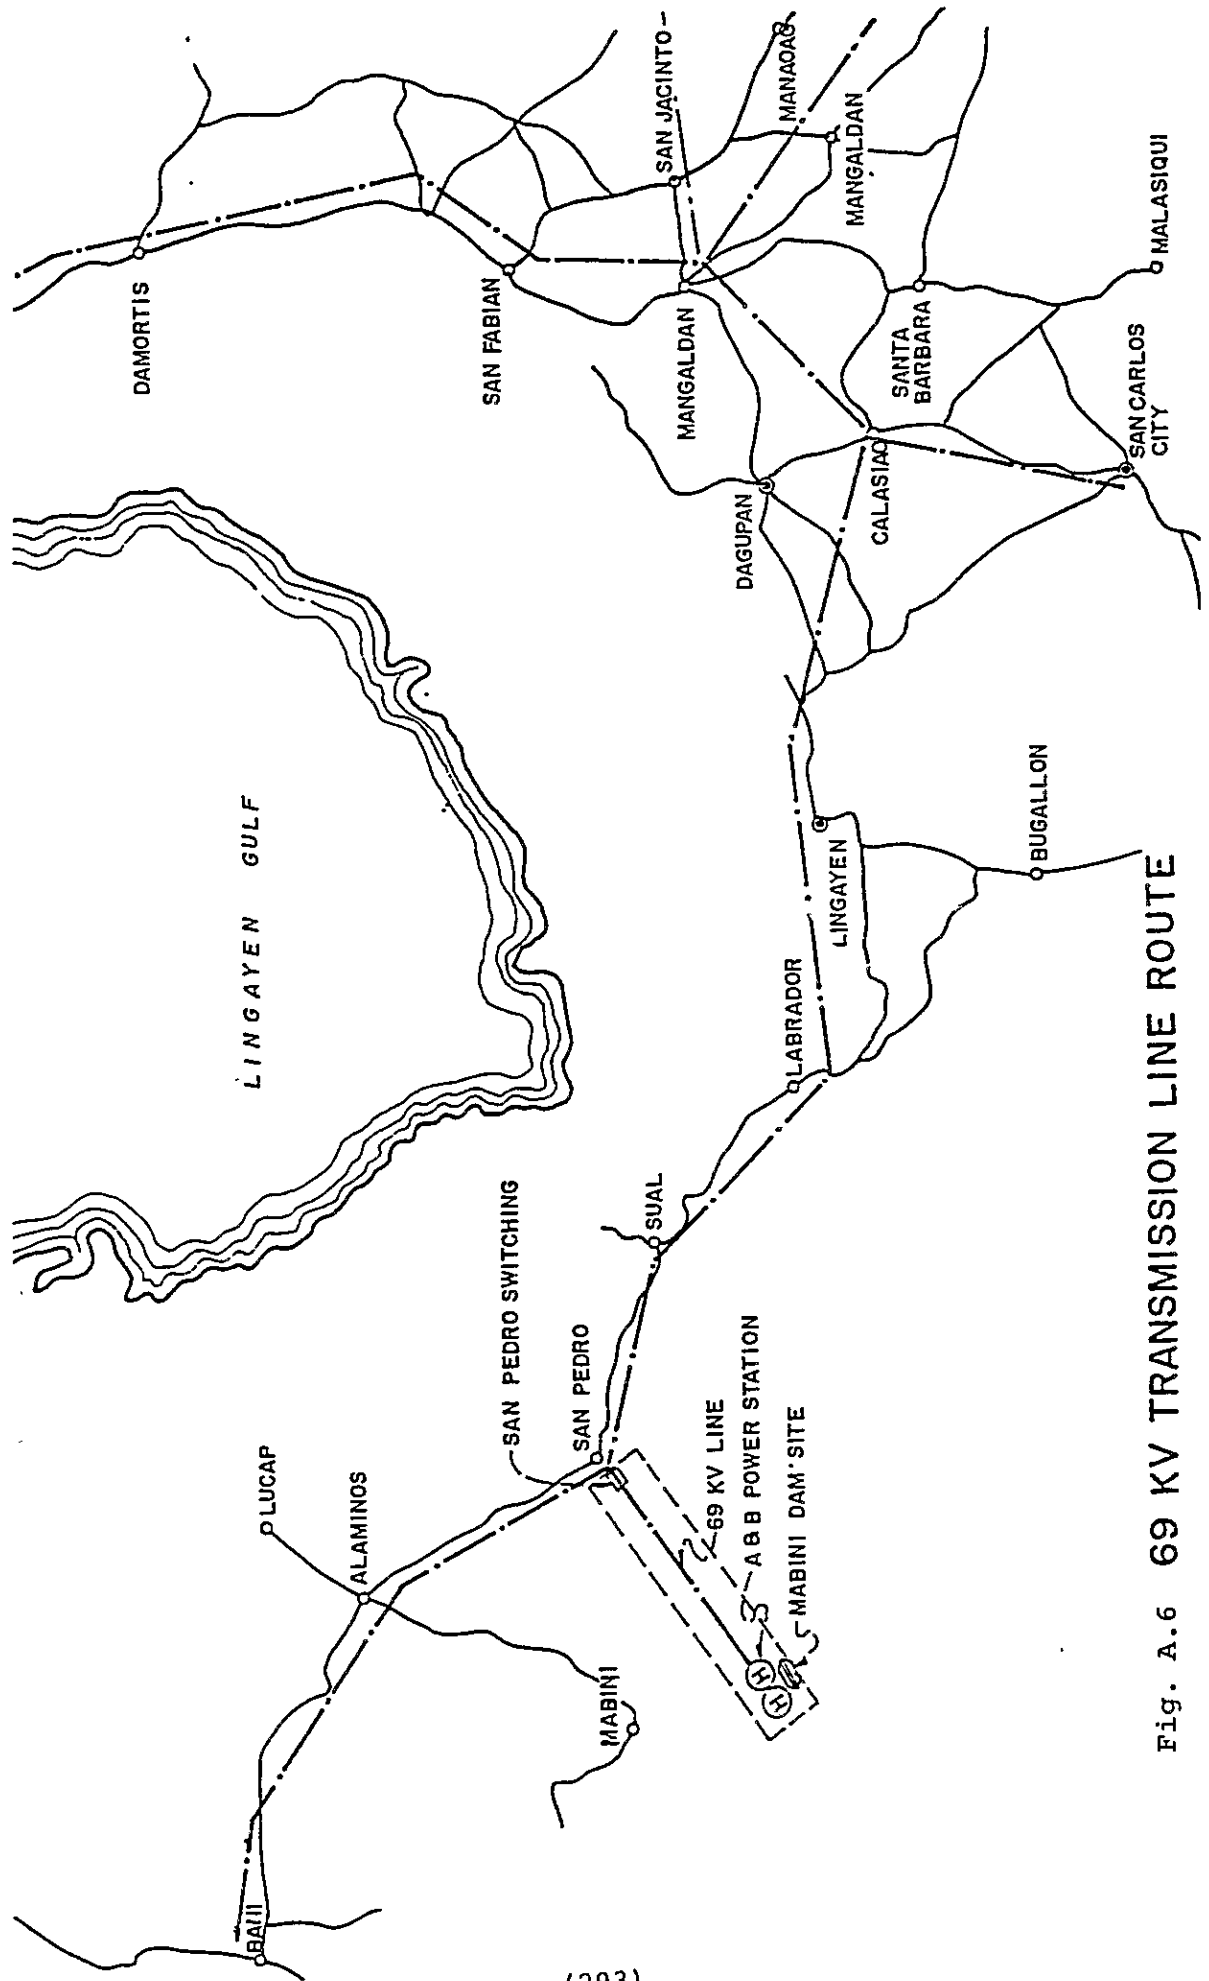 LINGAYEN GULF
DAMORTIS
SAN FABIAN
SAN JACINTO
MANAOAG
MANGALDAN
MANGALDAN
DAGUPAN
CALASIAO
SANTA
BARBARA
MALASIQUI
SAN CARLOS
CITY
LINGAYEN
BUGALLON
LABRADOR
SUAL
SAN PEDRO SWITCHING
SAN PEDRO
LUCAP
ALAMINOS
MABINI
BANI
69 KV LINE
A&B POWER STATION
MABINI DAM SITE
H
H
Fig. A.6 69 KV TRANSMISSION LINE ROUTE
(293)